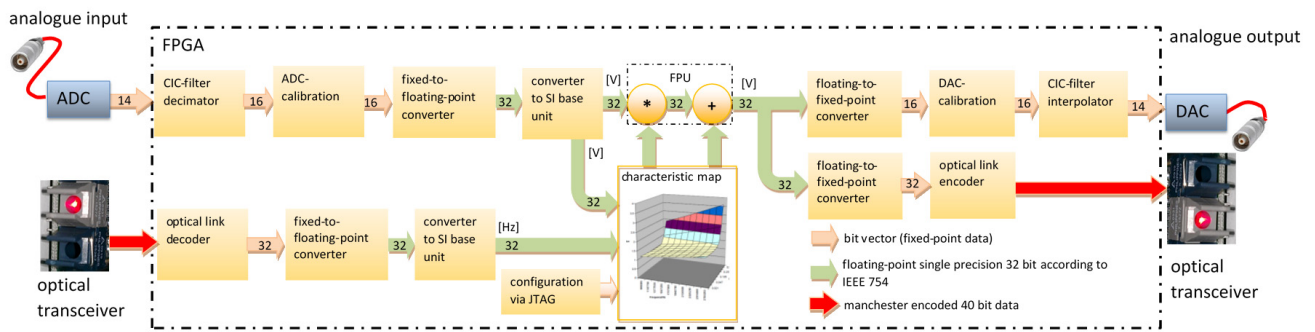 analogue input
analogue output
FPGA
ADC
14
CIC-filter
decimator
16
ADC-
calibration
16
fixed-to-
floating-point
converter
32
converter
to SI base
unit
[V]
32
FPU
*
32
+
[V]
32
floating-to-
fixed-point
converter
16
DAC-
calibration
16
CIC-filter
interpolator
14
DAC
[V]
32
characteristic map
32
floating-to-
fixed-point
converter
32
optical link
encoder
optical link
decoder
32
fixed-to-
floating-point
converter
32
converter
to SI base
unit
[Hz]
32
configuration
via JTAG
bit vector (fixed-point data)
floating-point single precision 32 bit according to
IEEE 754
manchester encoded 40 bit data
optical
transceiver
optical
transceiver